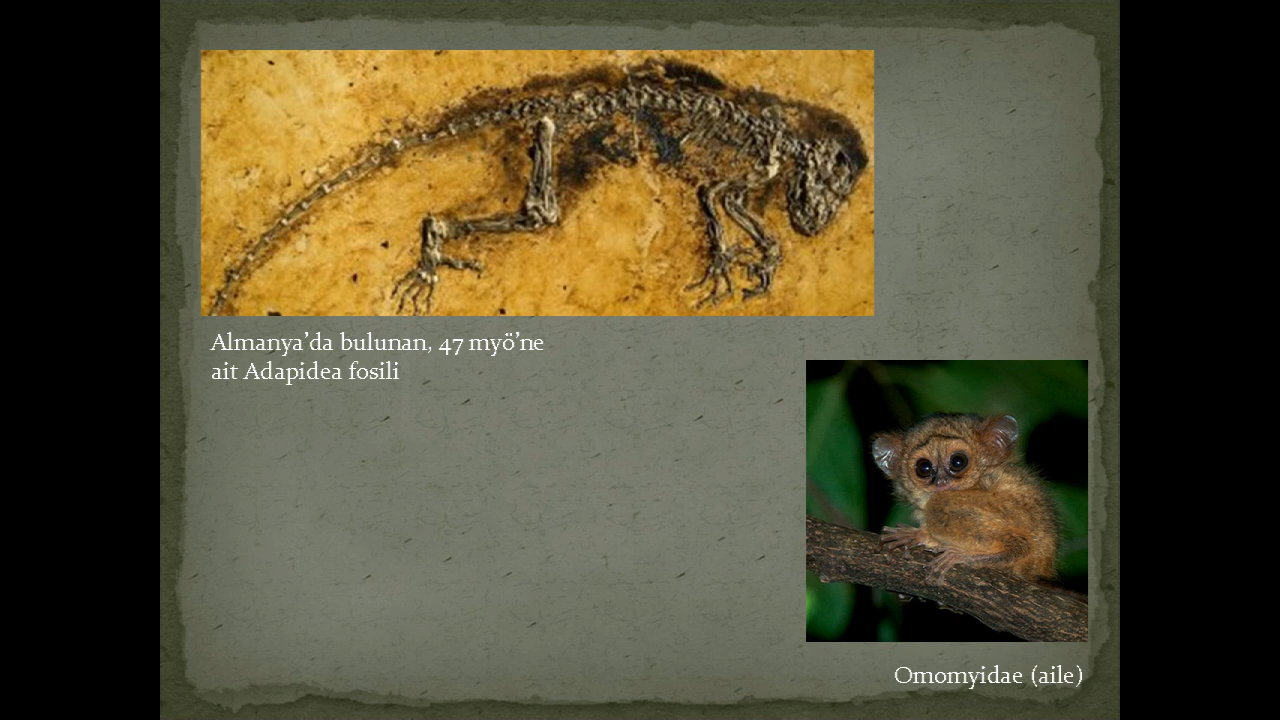 Almanya’da bulunan, 47 myö’ne
ait Adapidea fosili
Omomyidae (aile)